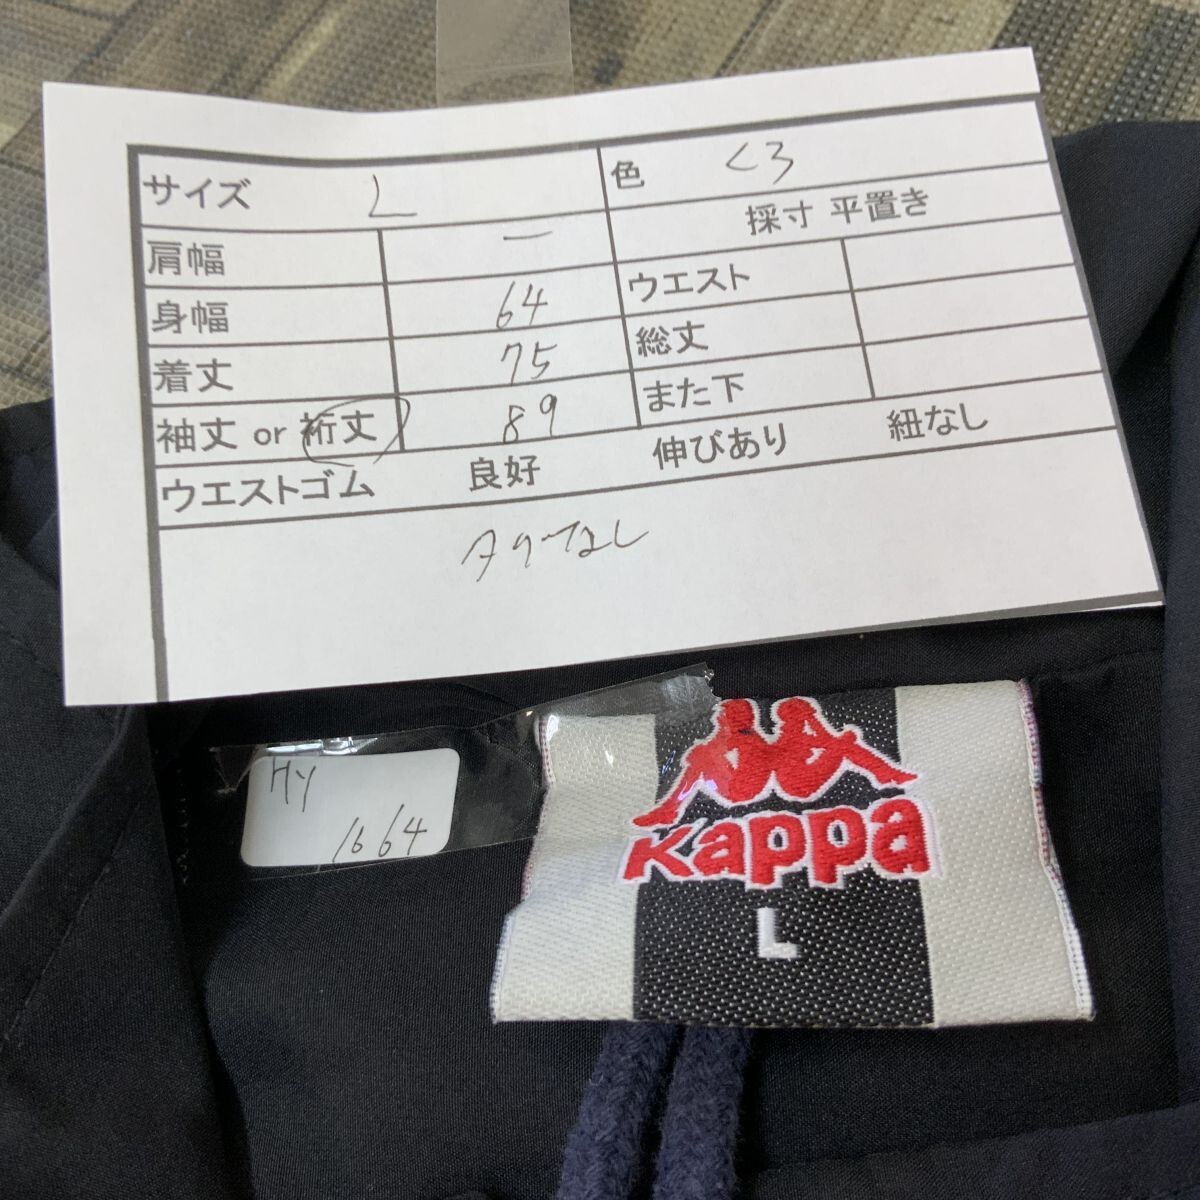 サイズ L 色 くろ
肩幅 ー 採寸 平置き
身幅 64 ウエスト
着丈 75 総丈
袖丈 or 裄丈 89 また下
ウエストゴム 良好 伸びあり 紐なし
タグなし
HY
1664
Kappa
L